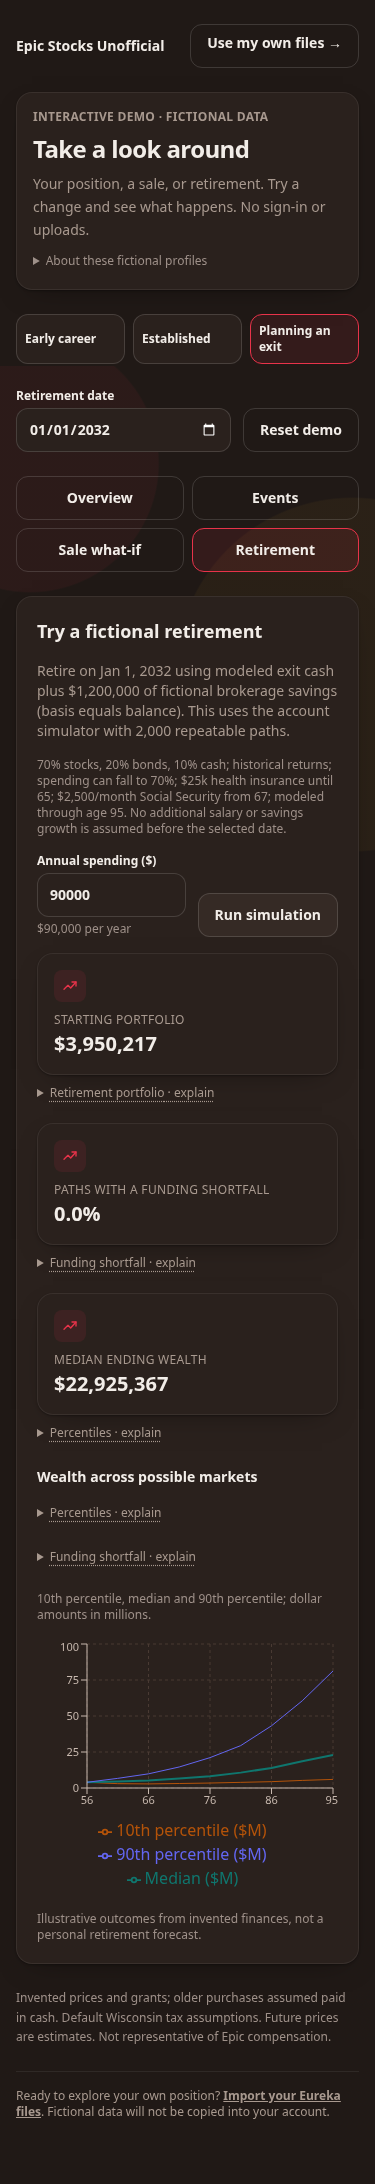 Epic Stocks Unofficial
Use my own files →
INTERACTIVE DEMO · FICTIONAL DATA
Take a look around
Your position, a sale, or retirement. Try a
change and see what happens. No sign-in or
uploads.
About these fictional profiles
Early career
Established
Planning an
exit
Retirement date
01/01/2032
Reset demo
Overview
Events
Sale what-if
Retirement
Try a fictional retirement
Retire on Jan 1, 2032 using modeled exit cash
plus $1,200,000 of fictional brokerage savings
(basis equals balance). This uses the account
simulator with 2,000 repeatable paths.
70% stocks, 20% bonds, 10% cash; historical returns;
spending can fall to 70%; $25k health insurance until
65; $2,500/month Social Security from 67; modeled
through age 95. No additional salary or savings
growth is assumed before the selected date.
Annual spending ($)
90000
$90,000 per year
Run simulation
STARTING PORTFOLIO
$3,950,217
Retirement portfolio · explain
PATHS WITH A FUNDING SHORTFALL
0.0%
Funding shortfall · explain
MEDIAN ENDING WEALTH
$22,925,367
Percentiles · explain
Wealth across possible markets
Percentiles · explain
Funding shortfall · explain
10th percentile, median and 90th percentile; dollar
amounts in millions.
100
75
50
25
0
56 66 76 86 95
10th percentile ($M)
90th percentile ($M)
Median ($M)
Illustrative outcomes from invented finances, not a
personal retirement forecast.
Invented prices and grants; older purchases assumed paid
in cash. Default Wisconsin tax assumptions. Future prices
are estimates. Not representative of Epic compensation.
Ready to explore your own position? Import your Eureka
files. Fictional data will not be copied into your account.